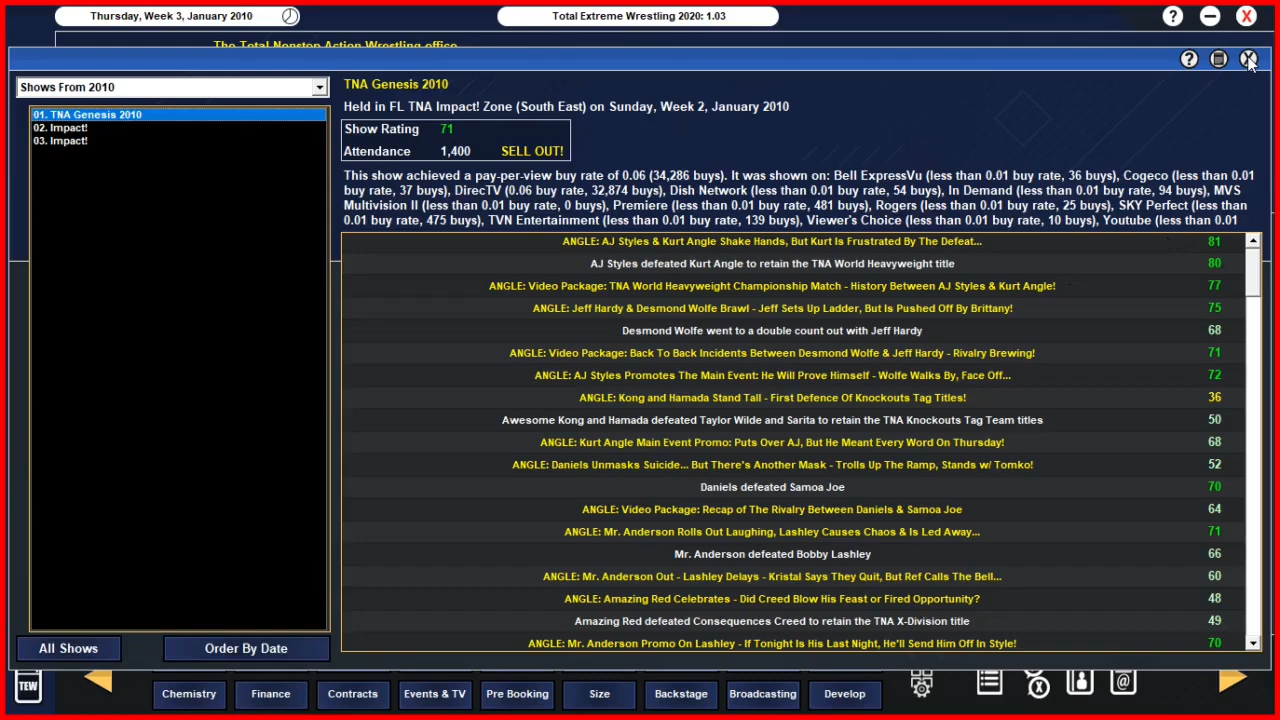 Thursday, Week 3, January 2010
Total Extreme Wrestling 2020: 1.03
? X
The Total Nonstop Action Wrestling office
?
Shows From 2010
01. TNA Genesis 2010
02. Impact!
03. Impact!
All Shows
Order By Date
TNA Genesis 2010
Held in FL TNA Impact! Zone (South East) on Sunday, Week 2, January 2010
Show Rating 71
Attendance 1,400 SELL OUT!
This show achieved a pay-per-view buy rate of 0.06 (34,286 buys). It was shown on: Bell ExpressVu (less than 0.01 buy rate, 36 buys), Cogeco (less than 0.01
buy rate, 37 buys), DirecTV (0.06 buy rate, 32,874 buys), Dish Network (less than 0.01 buy rate, 54 buys), In Demand (less than 0.01 buy rate, 94 buys), MVS
Multivision II (less than 0.01 buy rate, 0 buys), Premiere (less than 0.01 buy rate, 481 buys), Rogers (less than 0.01 buy rate, 25 buys), SKY Perfect (less than
0.01 buy rate, 475 buys), TVN Entertainment (less than 0.01 buy rate, 139 buys), Viewer's Choice (less than 0.01 buy rate, 10 buys), Youtube (less than 0.01
ANGLE: AJ Styles & Kurt Angle Shake Hands, But Kurt Is Frustrated By The Defeat... 81
AJ Styles defeated Kurt Angle to retain the TNA World Heavyweight title 80
ANGLE: Video Package: TNA World Heavyweight Championship Match - History Between AJ Styles & Kurt Angle! 77
ANGLE: Jeff Hardy & Desmond Wolfe Brawl - Jeff Sets Up Ladder, But Is Pushed Off By Brittany! 75
Desmond Wolfe went to a double count out with Jeff Hardy 68
ANGLE: Video Package: Back To Back Incidents Between Desmond Wolfe & Jeff Hardy - Rivalry Brewing! 71
ANGLE: AJ Styles Promotes The Main Event: He Will Prove Himself - Wolfe Walks By, Face Off... 72
ANGLE: Kong and Hamada Stand Tall - First Defence Of Knockouts Tag Titles! 36
Awesome Kong and Hamada defeated Taylor Wilde and Sarita to retain the TNA Knockouts Tag Team titles 50
ANGLE: Kurt Angle Main Event Promo: Puts Over AJ, But He Meant Every Word On Thursday! 68
ANGLE: Daniels Unmasks Suicide... But There's Another Mask - Trolls Up The Ramp, Stands w/ Tomko! 52
Daniels defeated Samoa Joe 70
ANGLE: Video Package: Recap of The Rivalry Between Daniels & Samoa Joe 64
ANGLE: Mr. Anderson Rolls Out Laughing, Lashley Causes Chaos & Is Led Away... 71
Mr. Anderson defeated Bobby Lashley 66
ANGLE: Mr. Anderson Out - Lashley Delays - Kristal Says They Quit, But Ref Calls The Bell... 60
ANGLE: Amazing Red Celebrates - Did Creed Blow His Feast or Fired Opportunity? 48
Amazing Red defeated Consequences Creed to retain the TNA X-Division title 49
ANGLE: Mr. Anderson Promo On Lashley - If Tonight Is His Last Night, He'll Send Him Off In Style! 70
TEW
Chemistry
Finance
Contracts
Events & TV
Pre Booking
Size
Backstage
Broadcasting
Develop